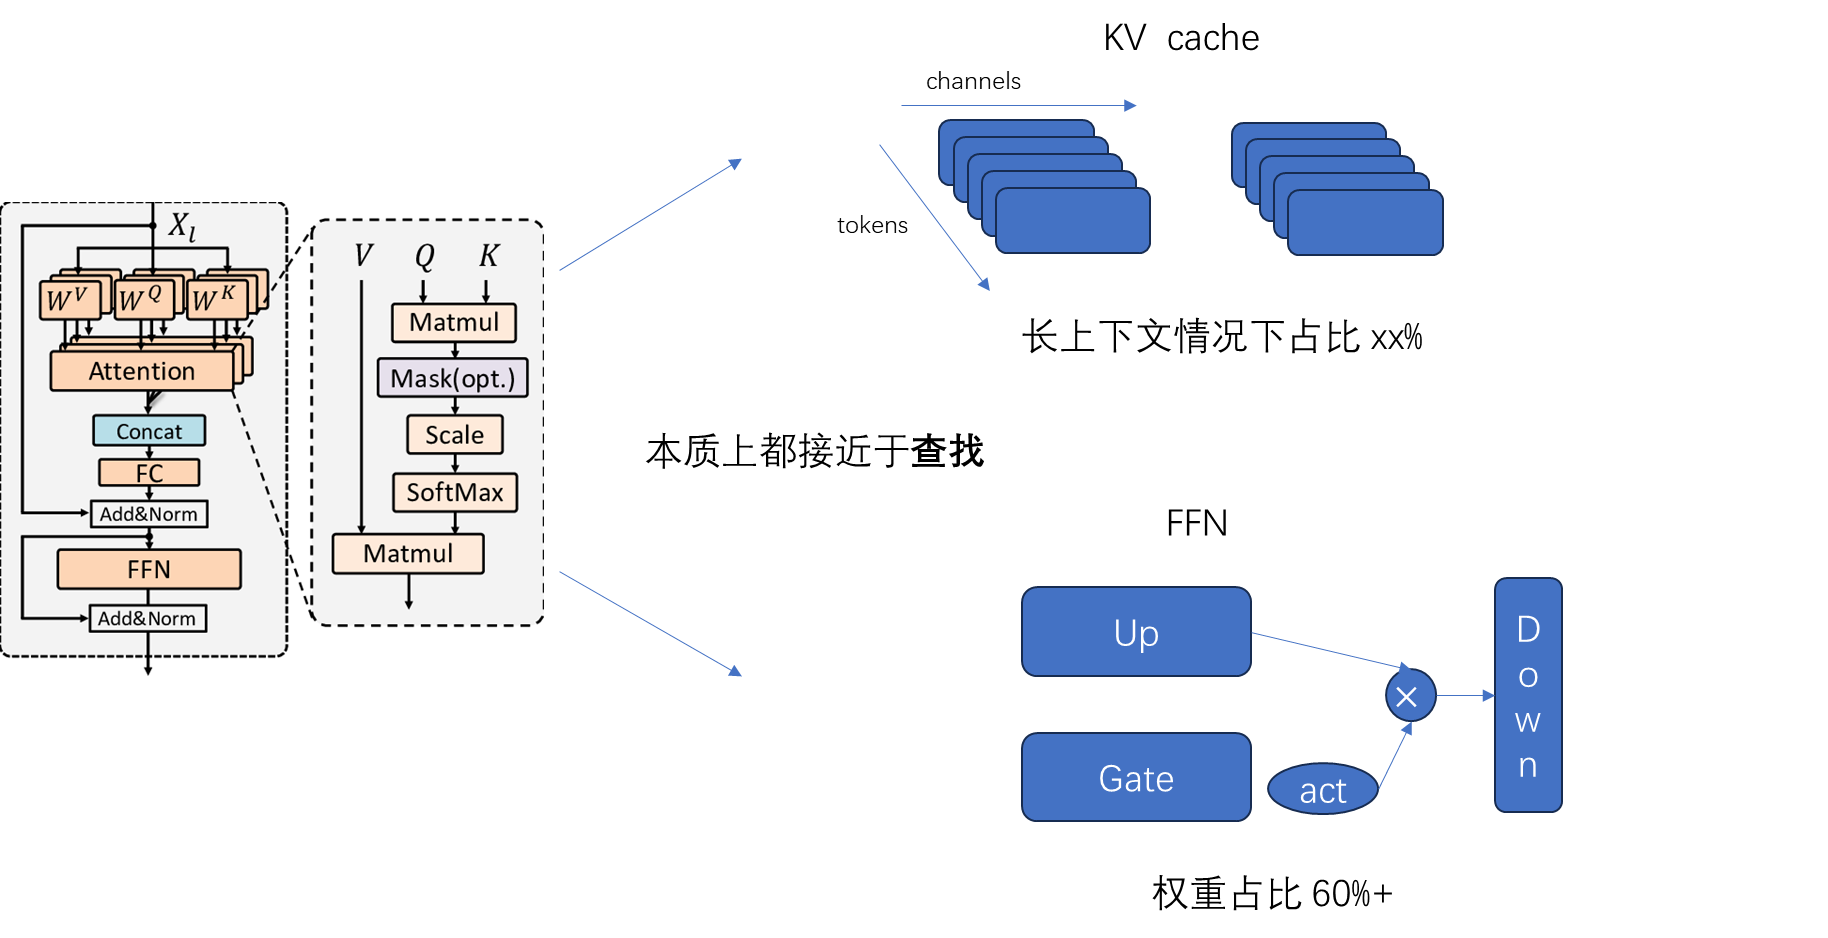 X_l
W^V W^Q W^K
Attention
Concat
FC
Add&Norm
FFN
Add&Norm
V Q K
Matmul
Mask(opt.)
Scale
SoftMax
Matmul
KV cache
channels
tokens
长上下文情况下占比 xx%
本质上都接近于查找
FFN
Up
Gate
act
×
Down
权重占比 60%+